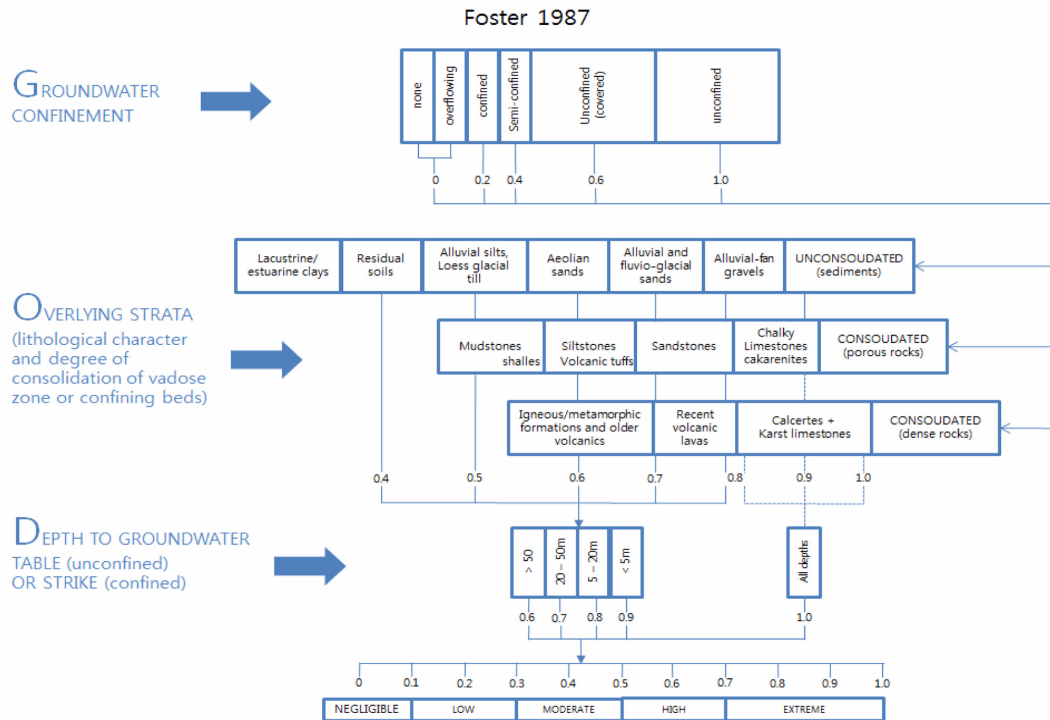 Foster 1987
GROUNDWATER
CONFINEMENT
none
overflowing
confined
Semi-confined
Unconfined
(covered)
unconfined
0
0.2
0.4
0.6
1.0
Lacustrine/
estuarine clays
Residual
soils
Alluvial silts,
Loess glacial
till
Aeolian
sands
Alluvial and
fluvio-glacial
sands
Alluvial-fan
gravels
UNCONSOUDATED
(sediments)
OVERLYING STRATA
(lithological character
and degree of
consolidation of vadose
zone or confining beds)
Mudstones
shalles
Siltstones
Volcanic tuffs
Sandstones
Chalky
Limestones
cakarenites
CONSOUDATED
(porous rocks)
Igneous/metamorphic
formations and older
volcanics
Recent
volcanic
lavas
Calcertes +
Karst limestones
CONSOUDATED
(dense rocks)
0.4
0.5
0.6
0.7
0.8
0.9
1.0
DEPTH TO GROUNDWATER
TABLE (unconfined)
OR STRIKE (confined)
> 50
20 – 50m
5 – 20m
< 5m
All depths
0.6
0.7
0.8
0.9
1.0
0
0.1
0.2
0.3
0.4
0.5
0.6
0.7
0.8
0.9
1.0
NEGLIGIBLE
LOW
MODERATE
HIGH
EXTREME